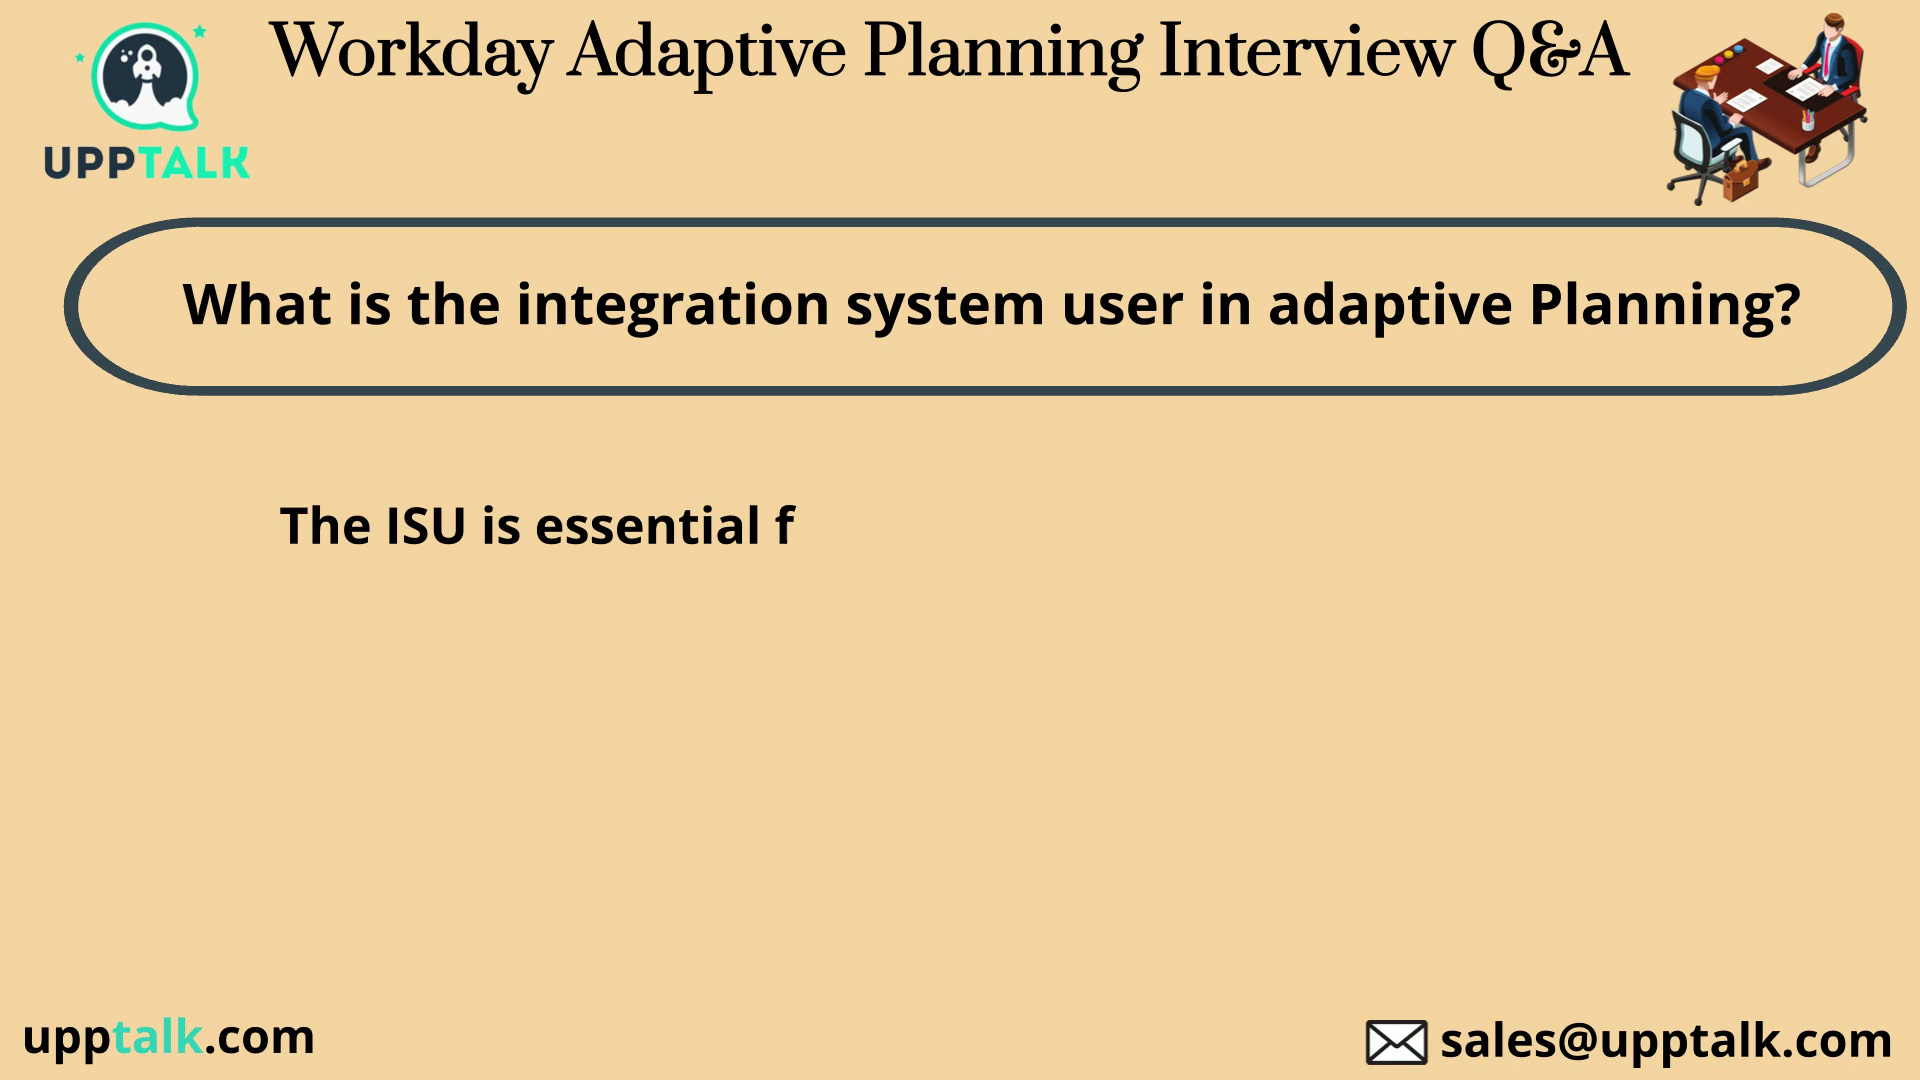 Workday Adaptive Planning Interview Q&A
UPPTALK
What is the integration system user in adaptive Planning?
The ISU is essential f
upptalk.com
sales@upptalk.com